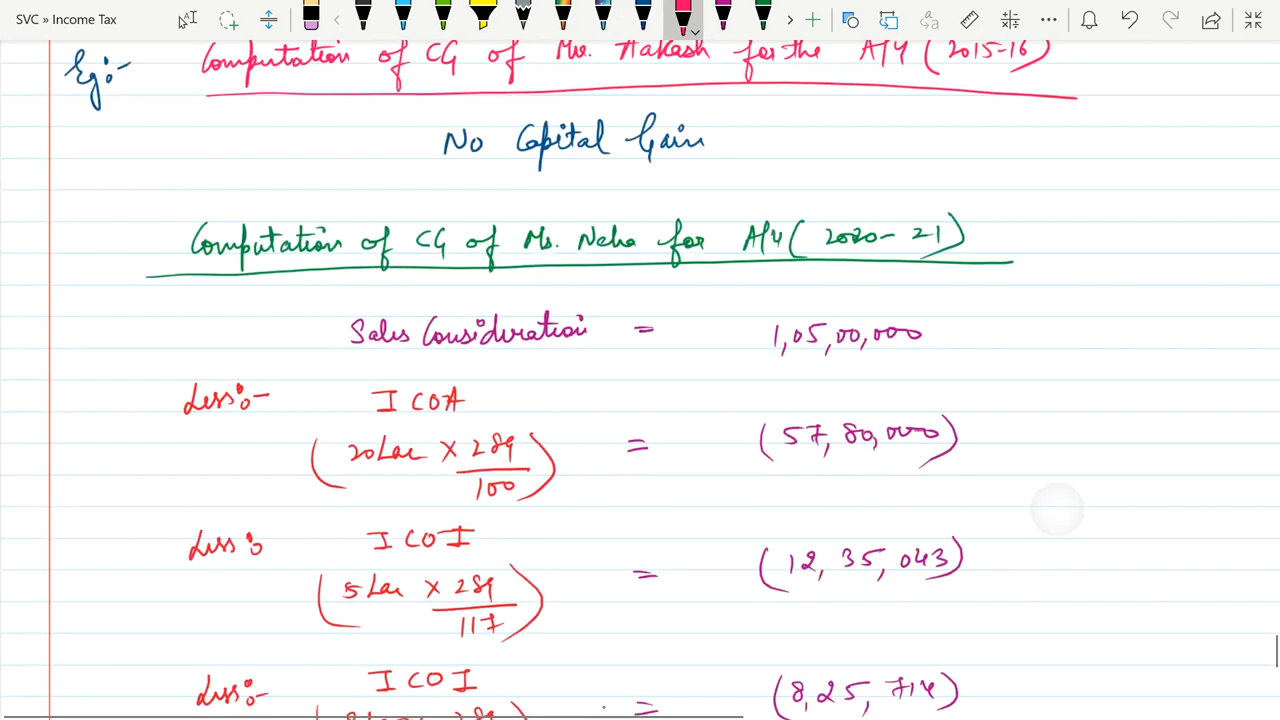 SVC » Income Tax
Eg:-
Computation of CG of Mr. Aakash for the A/Y (2015-16)
No Capital Gain
Computation of CG of Ms. Neha for A/Y (2020-21)
Sales Consideration = 1,05,00,000
Less:- ICOA
(20Lac × 289/100) = (57,80,000)
Less: ICOI
(5Lac × 289/117) = (12,35,043)
Less:- ICOI
= (8,25,714)